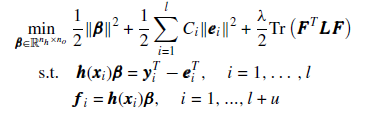 min_{β∈ℝ^{n_h×n_o}} 1/2 ‖β‖² + 1/2 ∑_{i=1}^{l} C_i‖e_i‖² + λ/2 Tr (F^T LF)
s.t. h(x_i)β = y_i^T − e_i^T, i = 1, . . . , l
f_i = h(x_i)β, i = 1, ..., l + u